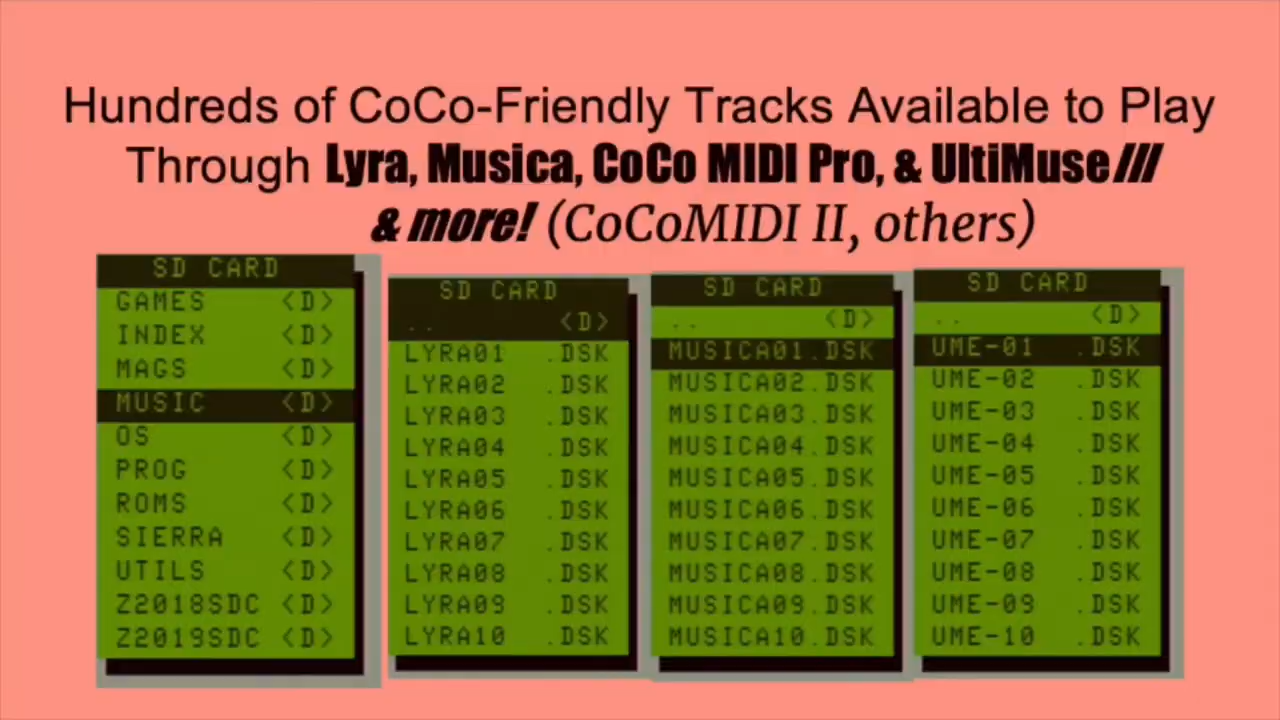 Hundreds of CoCo-Friendly Tracks Available to Play
Through Lyra, Musica, CoCo MIDI Pro, & UltiMuse///
& more! (CoCoMIDI II, others)
SD CARD
GAMES <D>
INDEX <D>
MAGS <D>
MUSIC <D>
OS <D>
PROG <D>
ROMS <D>
SIERRA <D>
UTILS <D>
Z2018SDC <D>
Z2019SDC <D>
SD CARD
.. <D>
LYRA01 .DSK
LYRA02 .DSK
LYRA03 .DSK
LYRA04 .DSK
LYRA05 .DSK
LYRA06 .DSK
LYRA07 .DSK
LYRA08 .DSK
LYRA09 .DSK
LYRA10 .DSK
SD CARD
.. <D>
MUSICA01.DSK
MUSICA02.DSK
MUSICA03.DSK
MUSICA04.DSK
MUSICA05.DSK
MUSICA06.DSK
MUSICA07.DSK
MUSICA08.DSK
MUSICA09.DSK
MUSICA10.DSK
SD CARD
.. <D>
UME-01 .DSK
UME-02 .DSK
UME-03 .DSK
UME-04 .DSK
UME-05 .DSK
UME-06 .DSK
UME-07 .DSK
UME-08 .DSK
UME-09 .DSK
UME-10 .DSK